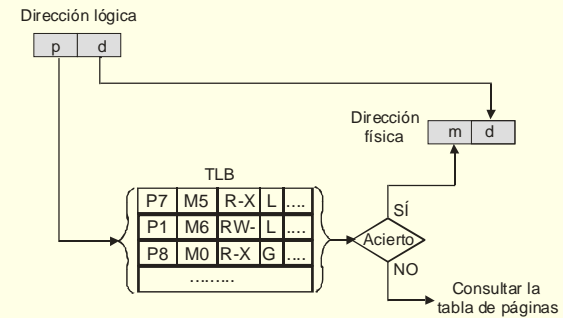 Dirección lógica
p d
Dirección
física
m d
TLB
P7 M5 R-X L ....
P1 M6 RW- L ....
P8 M0 R-X G ....
.........
SÍ
Acierto
NO
Consultar la
tabla de páginas